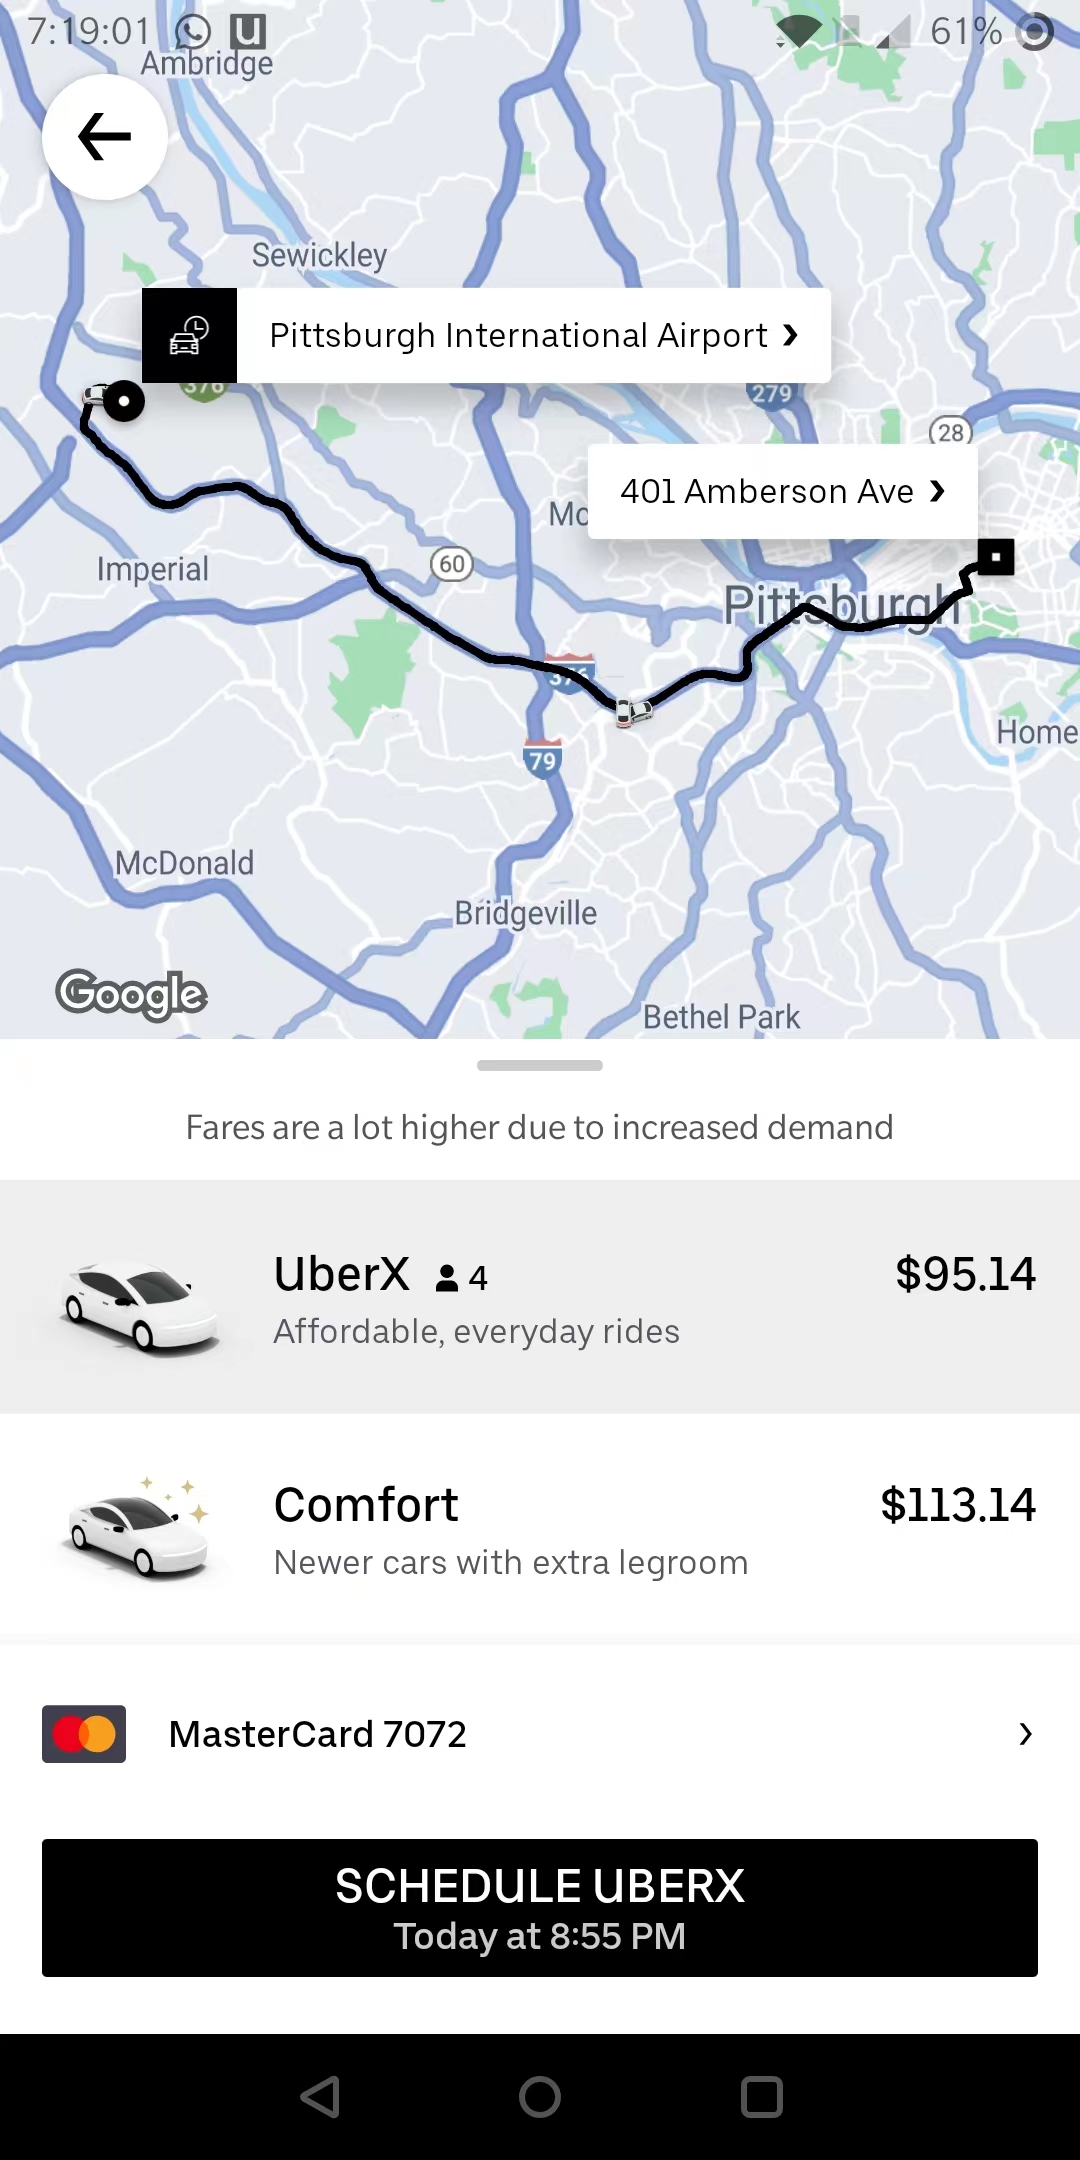 7:19:01
61%
Ambridge
Sewickley
Pittsburgh International Airport
376
279
28
401 Amberson Ave
Imperial
60
Pittsburgh
376
79
Home
McDonald
Bridgeville
Google
Bethel Park
Fares are a lot higher due to increased demand
UberX 4
$95.14
Affordable, everyday rides
Comfort
$113.14
Newer cars with extra legroom
MasterCard 7072
SCHEDULE UBERX
Today at 8:55 PM